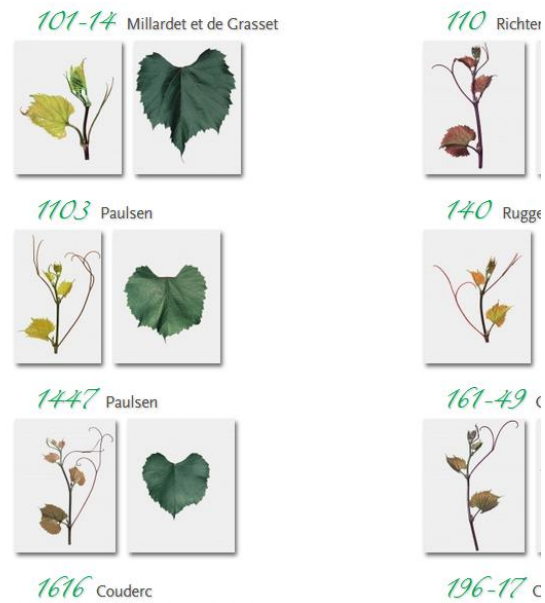 101-14 Millardet et de Grasset
110 Richter
1103 Paulsen
140
1447 Paulsen
161-49
1616 Couderc
196-17